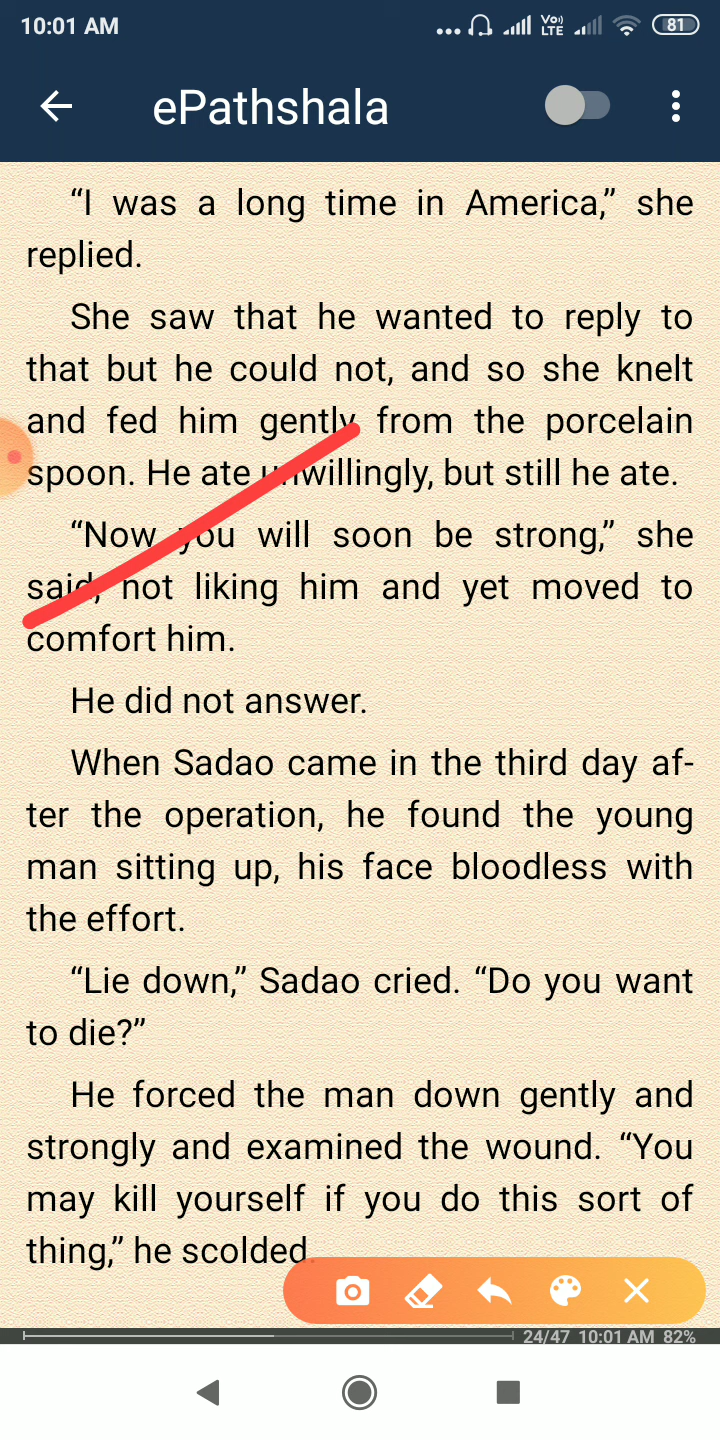 10:01 AM
Vo)) LTE
81
ePathshala
“I was a long time in America,” she
replied.
She saw that he wanted to reply to
that but he could not, and so she knelt
and fed him gently from the porcelain
spoon. He ate unwillingly, but still he ate.
“Now you will soon be strong,” she
said, not liking him and yet moved to
comfort him.
He did not answer.
When Sadao came in the third day af-
ter the operation, he found the young
man sitting up, his face bloodless with
the effort.
“Lie down,” Sadao cried. “Do you want
to die?”
He forced the man down gently and
strongly and examined the wound. “You
may kill yourself if you do this sort of
thing,” he scolded.
24/47 10:01 AM 82%